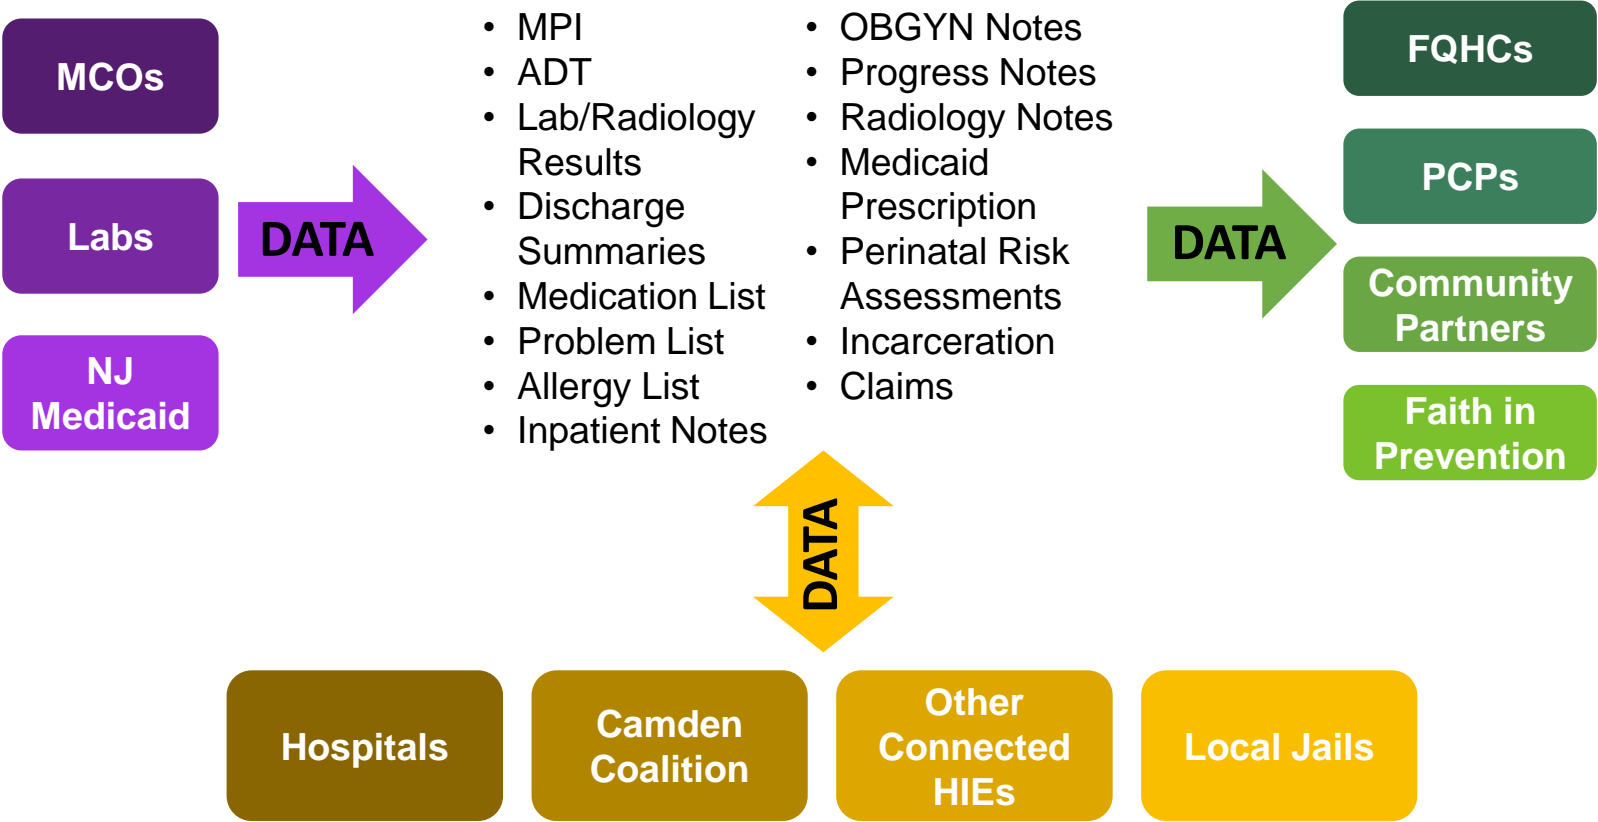 MCOs
Labs
NJ
Medicaid
DATA
• MPI
• ADT
• Lab/Radiology
Results
• Discharge
Summaries
• Medication List
• Problem List
• Allergy List
• Inpatient Notes
• OBGYN Notes
• Progress Notes
• Radiology Notes
• Medicaid
Prescription
• Perinatal Risk
Assessments
• Incarceration
• Claims
DATA
FQHCs
PCPs
Community
Partners
Faith in
Prevention
DATA
Hospitals
Camden
Coalition
Other
Connected
HIEs
Local Jails